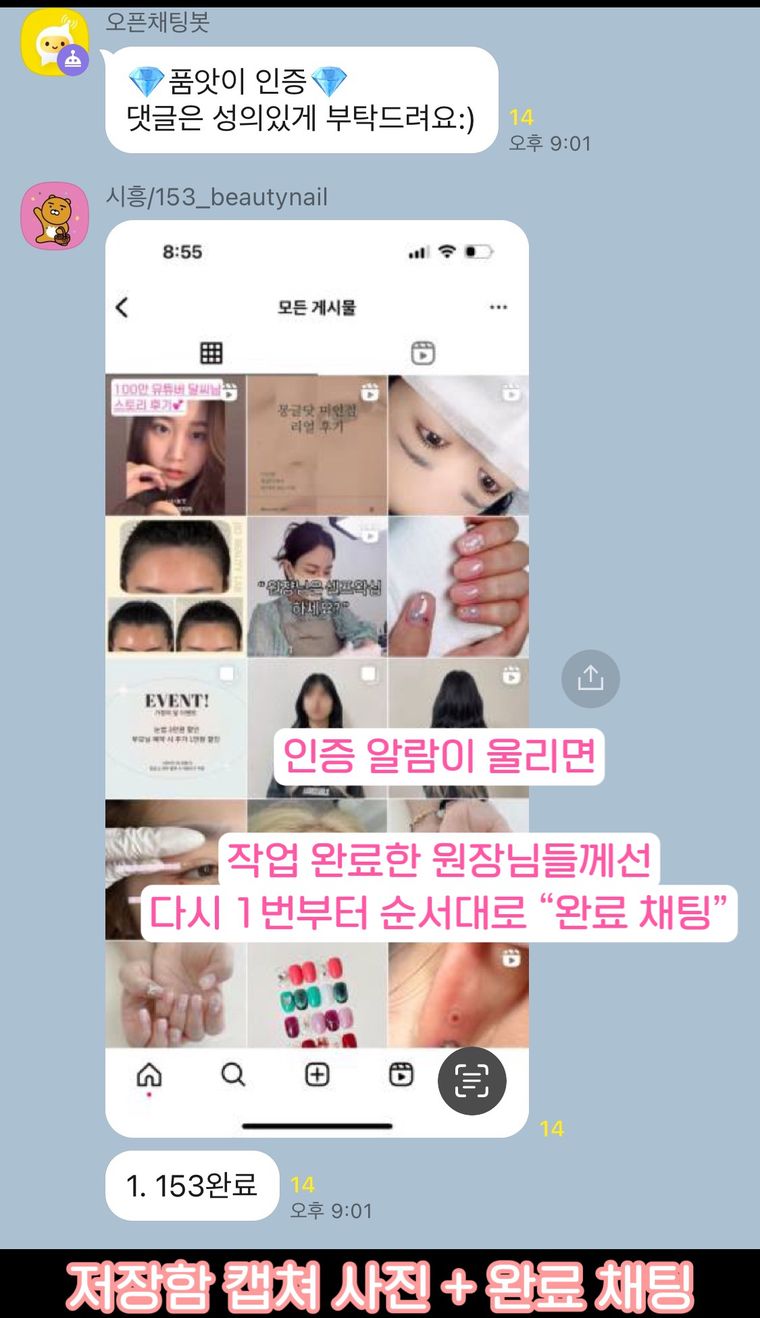 오픈채팅봇
💎품앗이 인증💎
댓글은 성의있게 부탁드려요:)
14
오후 9:01
시흥/153_beautynail
8:55
모든 게시물
100만 뮤튜버 달씨님
스토리 후기💕
몽글닷 미인점
리얼 후기
“원장님은 셀프왁싱
하세요?”
EVENT!
인증 알람이 울리면
작업 완료한 원장님들께선
다시 1번부터 순서대로 “완료 채팅”
14
1. 153완료
14
오후 9:01
저장함 캡쳐 사진 + 완료 채팅